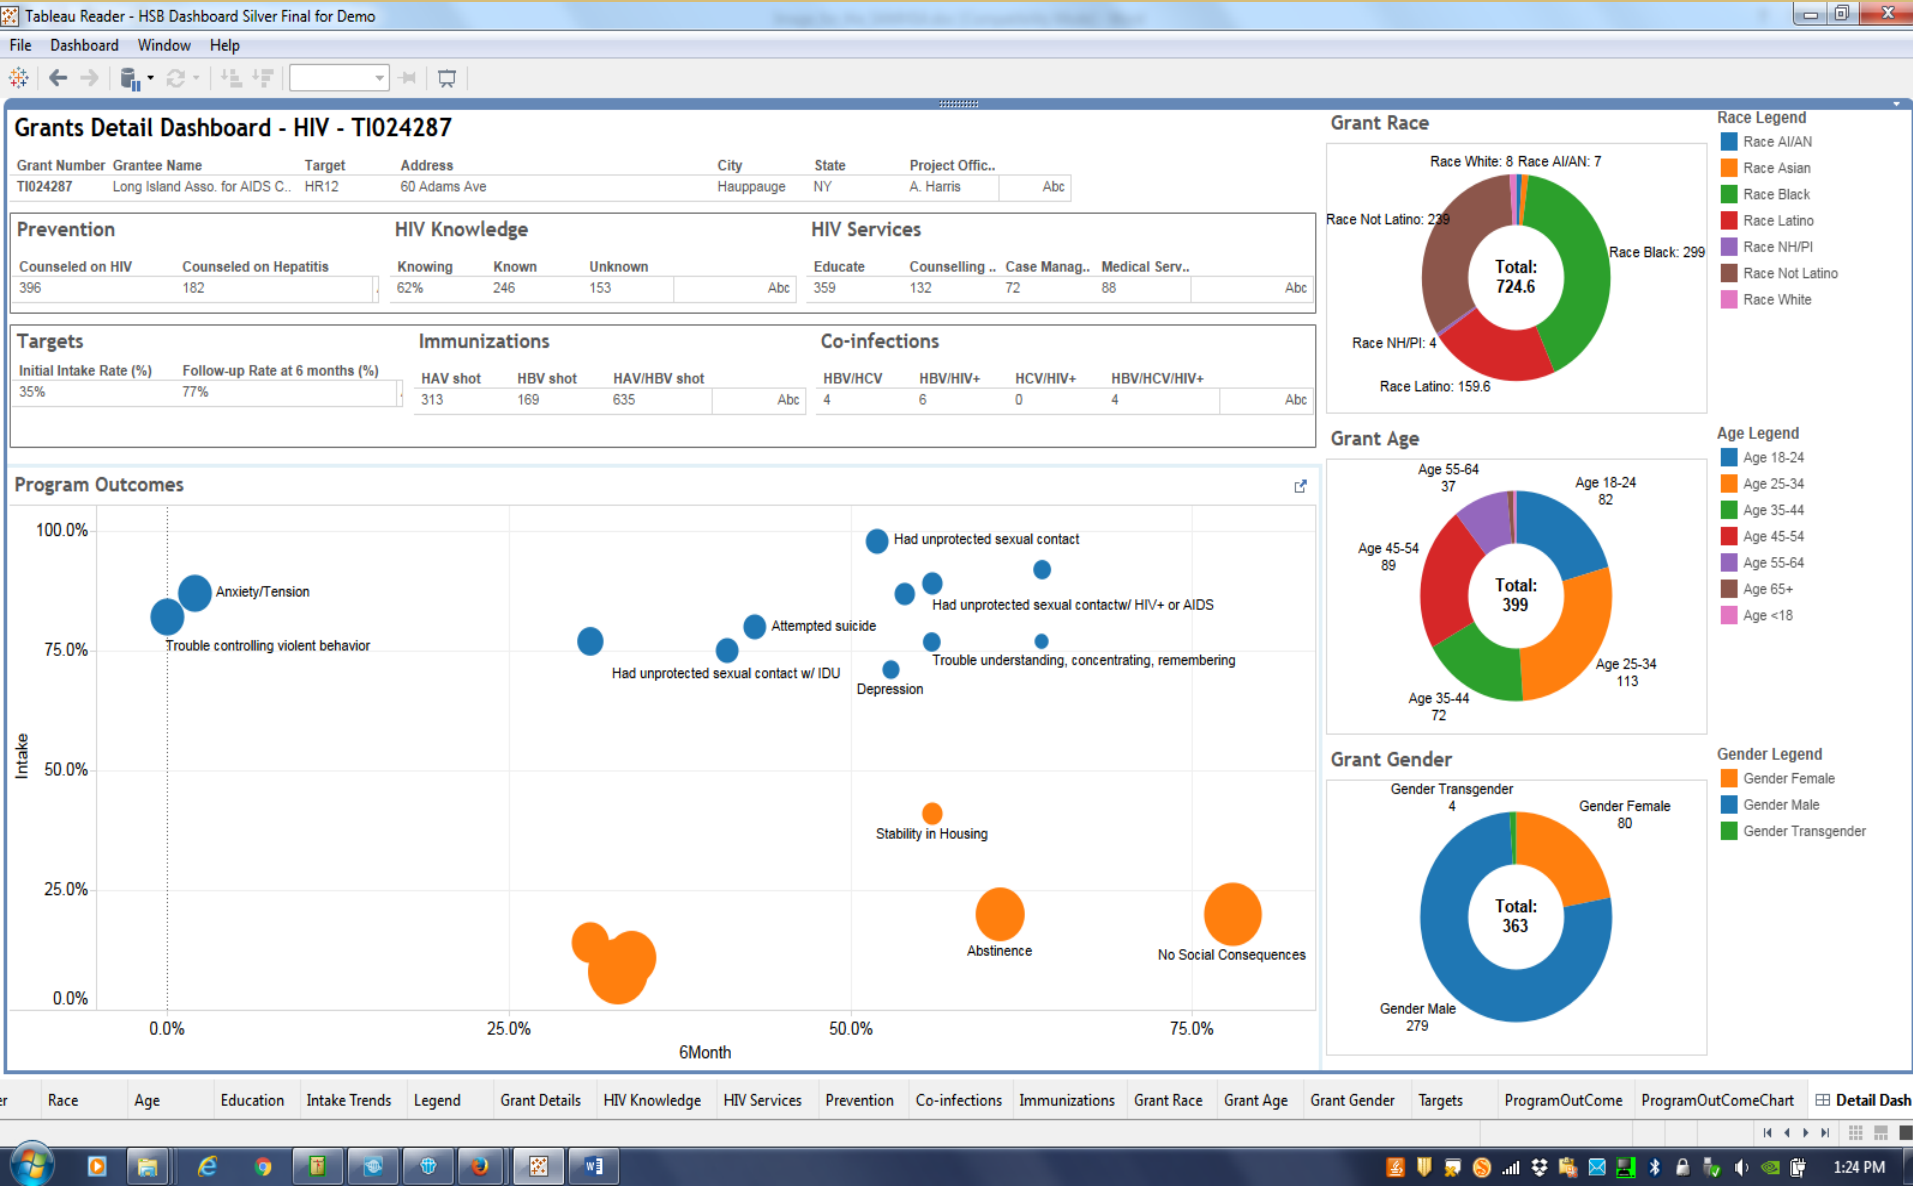 Tableau Reader - HSB Dashboard Silver Final for Demo
File Dashboard Window Help
Grants Detail Dashboard - HIV - TI024287
Grant Number Grantee Name Target Address City State Project Offic..
TI024287 Long Island Asso. for AIDS C.. HR12 60 Adams Ave Hauppauge NY A. Harris Abc
Prevention HIV Knowledge HIV Services
Counseled on HIV Counseled on Hepatitis Knowing Known Unknown Educate Counselling .. Case Manag.. Medical Serv..
396 182 62% 246 153 Abc 359 132 72 88 Abc
Targets Immunizations Co-infections
Initial Intake Rate (%) Follow-up Rate at 6 months (%) HAV shot HBV shot HAV/HBV shot HBV/HCV HBV/HIV+ HCV/HIV+ HBV/HCV/HIV+
35% 77% 313 169 635 Abc 4 6 0 4 Abc
Program Outcomes
100.0%
75.0%
50.0%
25.0%
0.0%
Intake
Had unprotected sexual contact
Anxiety/Tension
Had unprotected sexual contactw/ HIV+ or AIDS
Attempted suicide
Trouble controlling violent behavior
Trouble understanding, concentrating, remembering
Had unprotected sexual contact w/ IDU
Depression
Stability in Housing
Abstinence
No Social Consequences
0.0% 25.0% 50.0% 75.0%
6Month
Grant Race
Race White: 8 Race AI/AN: 7
Race Not Latino: 239
Race Black: 299
Total:
724.6
Race NH/PI: 4
Race Latino: 159.6
Race Legend
Race AI/AN
Race Asian
Race Black
Race Latino
Race NH/PI
Race Not Latino
Race White
Grant Age
Age 55-64
37
Age 18-24
82
Age 45-54
89
Total:
399
Age 25-34
113
Age 35-44
72
Age Legend
Age 18-24
Age 25-34
Age 35-44
Age 45-54
Age 55-64
Age 65+
Age <18
Grant Gender
Gender Transgender
4
Gender Female
80
Total:
363
Gender Male
279
Gender Legend
Gender Female
Gender Male
Gender Transgender
er Race Age Education Intake Trends Legend Grant Details HIV Knowledge HIV Services Prevention Co-infections Immunizations Grant Race Grant Age Grant Gender Targets ProgramOutCome ProgramOutComeChart Detail Dash
1:24 PM